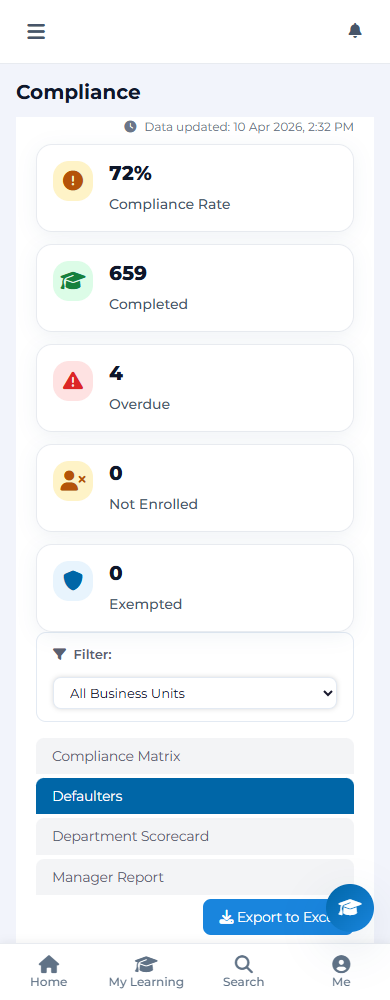 Compliance
Data updated: 10 Apr 2026, 2:32 PM
72%
Compliance Rate
659
Completed
4
Overdue
0
Not Enrolled
0
Exempted
Filter:
All Business Units
Compliance Matrix
Defaulters
Department Scorecard
Manager Report
Export to
Home
My Learning
Search
Me